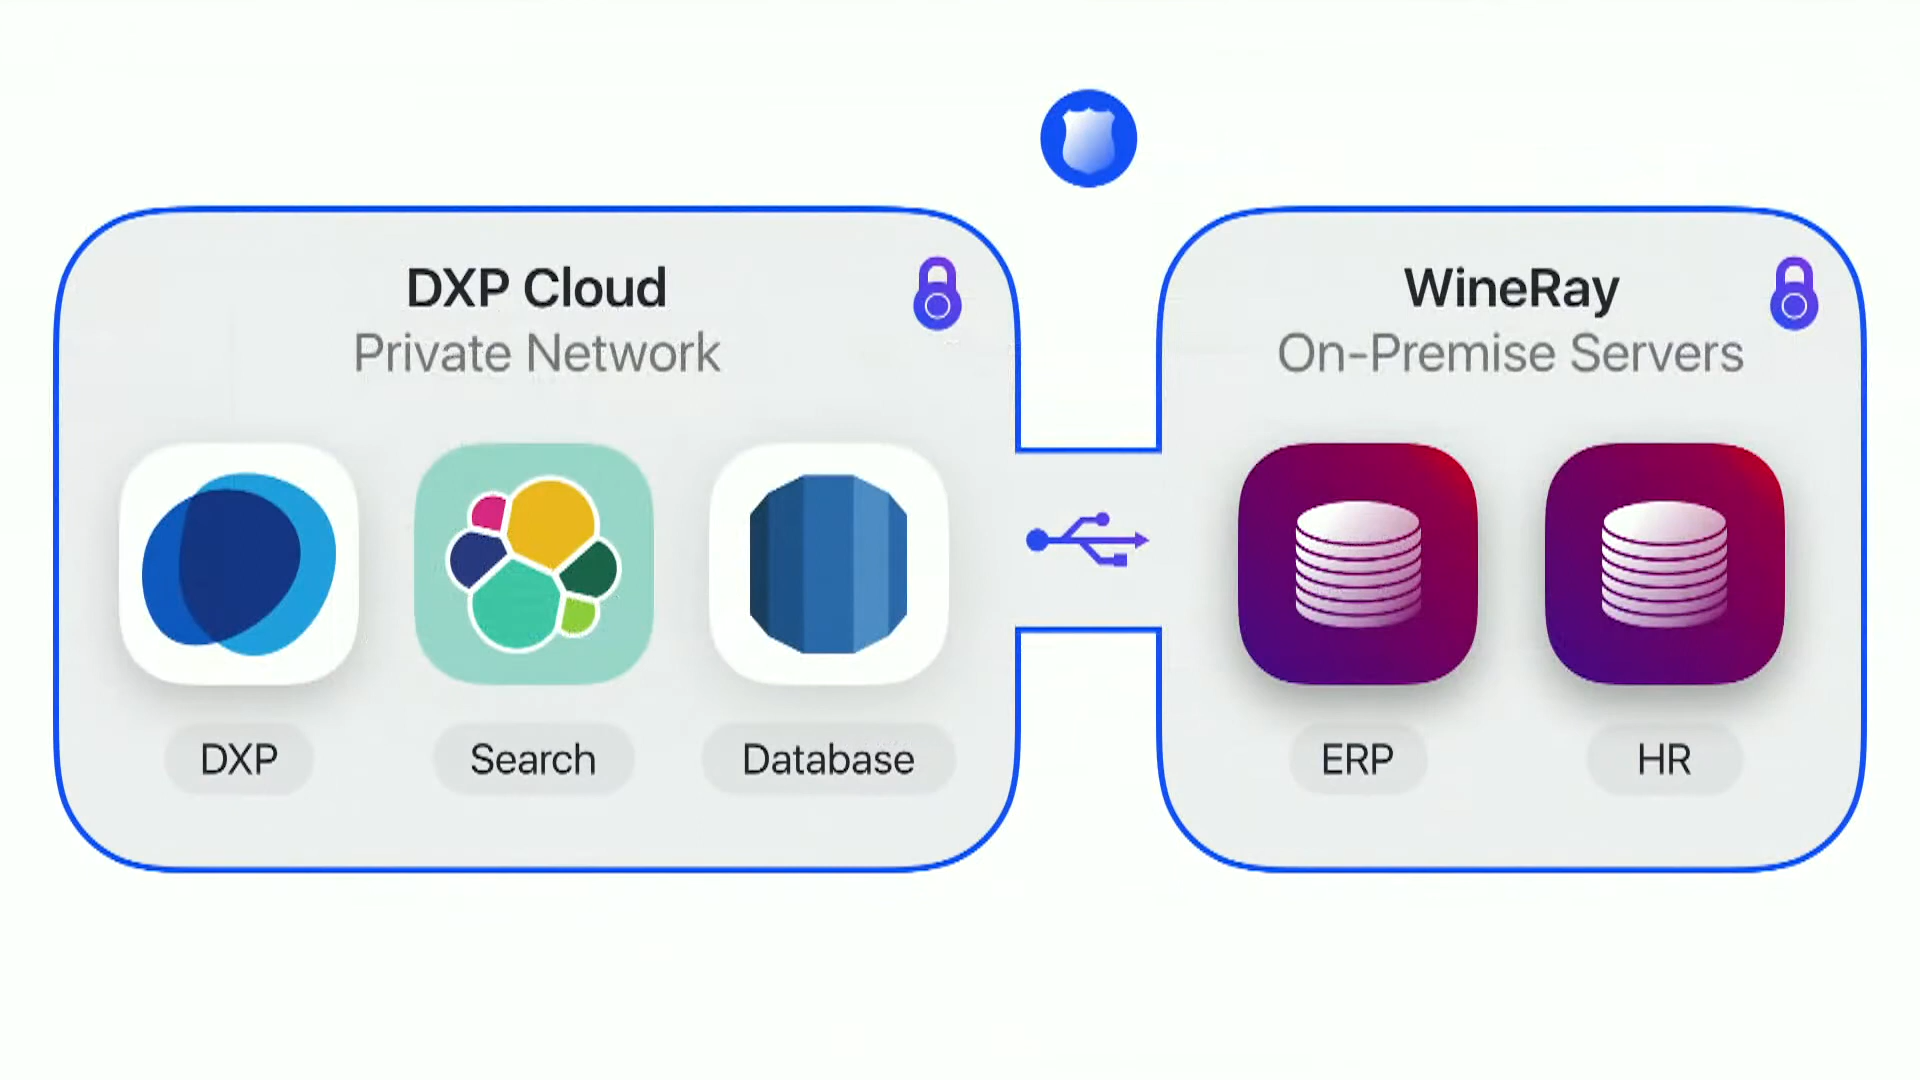 DXP Cloud
Private Network
DXP
Search
Database
WineRay
On-Premise Servers
ERP
HR